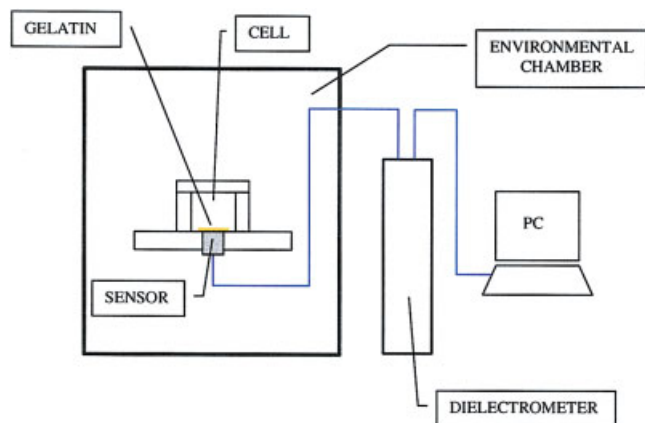 GELATIN
CELL
ENVIRONMENTAL
CHAMBER
PC
SENSOR
DIELECTROMETER